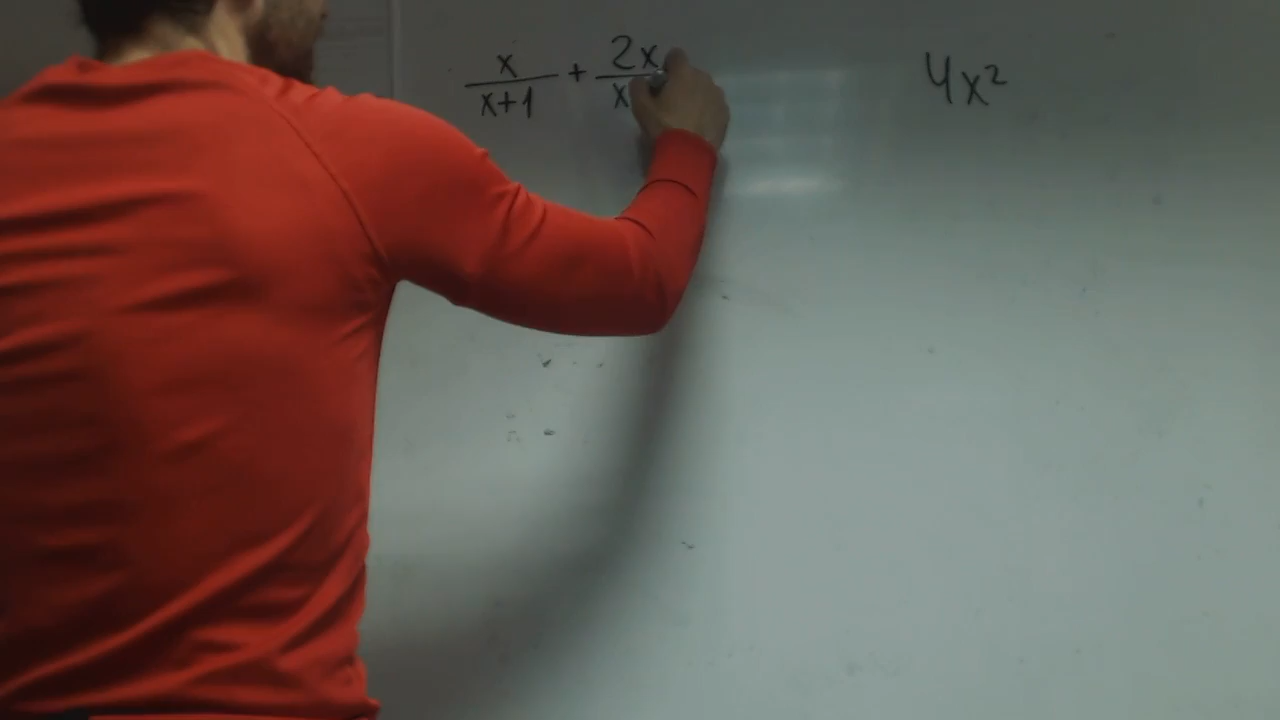 x/(x+1) + 2x/x
4x²